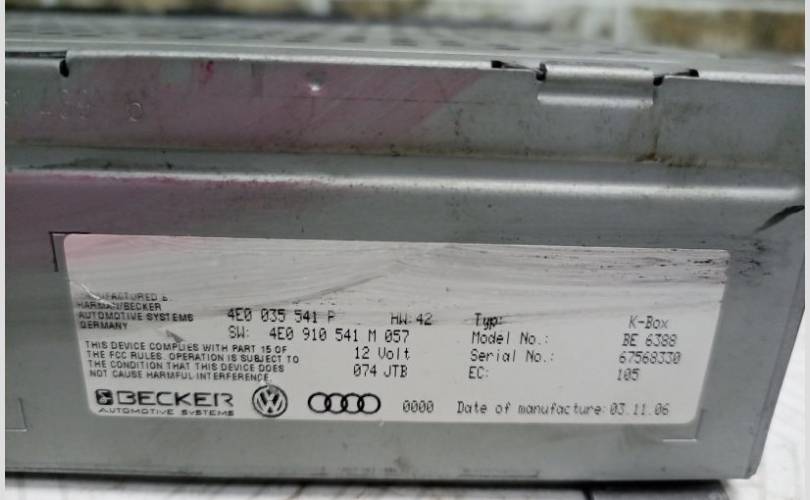 MANUFACTURED B
HARMAN/BECKER
AUTOMOTIVE SYSTEMS
GERMANY
4E0 035 541 P HW: 42
SW: 4E0 910 541 M 057
THIS DEVICE COMPLIES WITH PART 15 OF
THE FCC RULES. OPERATION IS SUBJECT TO
THE CONDITION THAT THIS DEVICE DOES
NOT CAUSE HARMFUL INTERFERENCE.
12 Volt
074 JTB
Typ: K-Box
Model No.: BE 6388
Serial No.: 67568330
EC: 105
BECKER
AUTOMOTIVE SYSTEMS
0000 Date of manufacture: 03.11.06